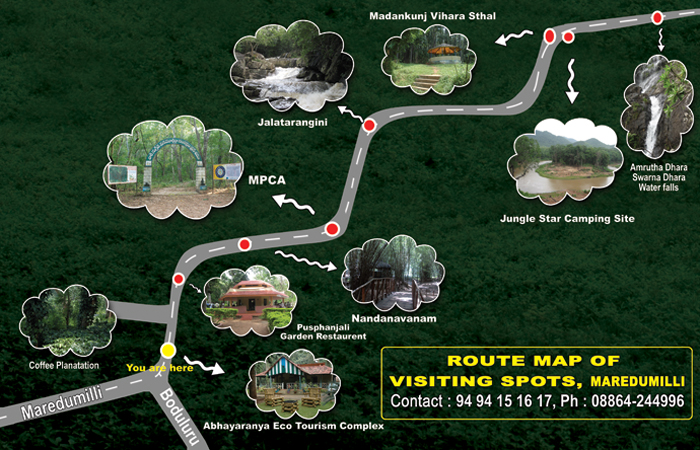 Madankunj Vihara Sthal
Jalatarangini
MPCA
Amrutha Dhara
Swarna Dhara
Water falls
Jungle Star Camping Site
Nandanavanam
Pusphanjali
Garden Restaurent
Coffee Planatation
You are here
Abhayaranya Eco Tourism Complex
Maredumilli
Boduluru
ROUTE MAP OF
VISITING SPOTS, MAREDUMILLI
Contact : 94 94 15 16 17, Ph : 08864-244996